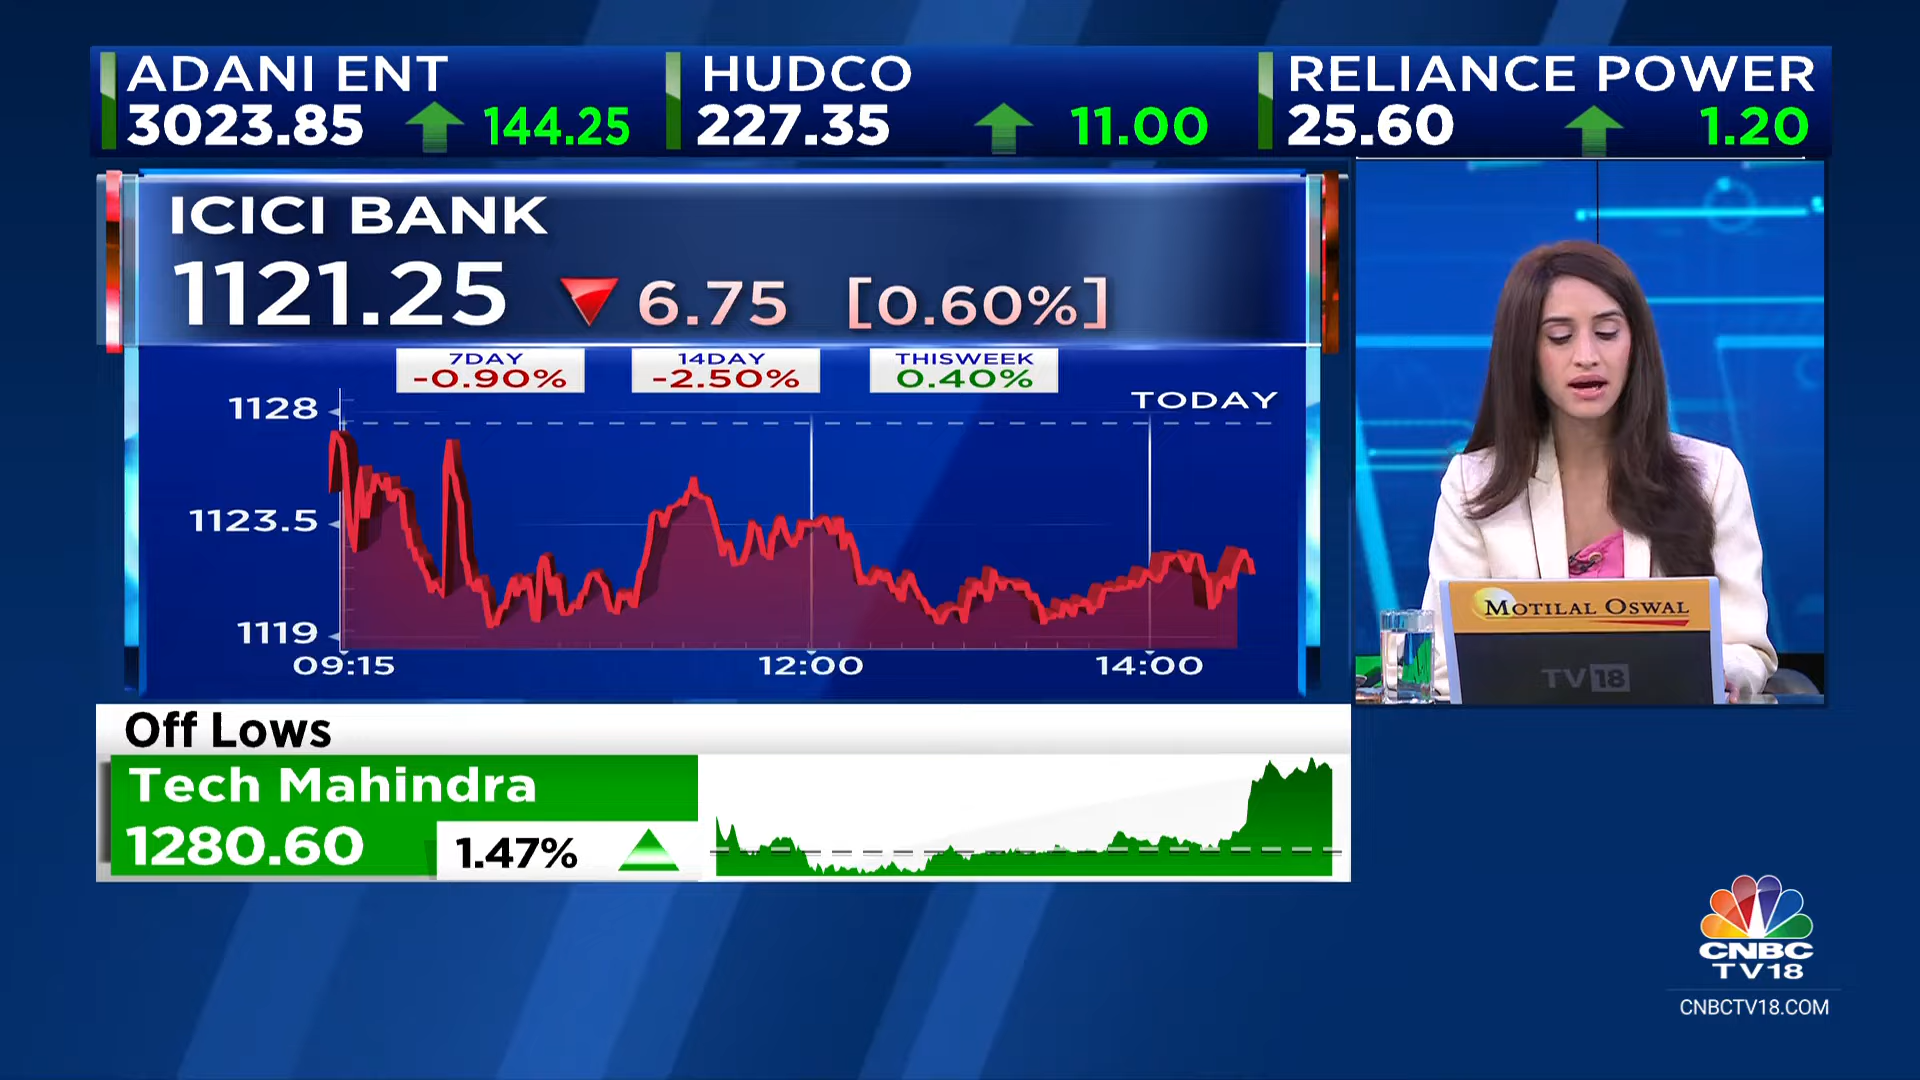 ADANI ENT
3023.85 144.25
HUDCO
227.35 11.00
RELIANCE POWER
25.60 1.20
ICICI BANK
1121.25 6.75 [0.60%]
7DAY
-0.90%
14DAY
-2.50%
THISWEEK
0.40%
TODAY
1128
1123.5
1119
09:15 12:00 14:00
MOTILAL OSWAL
TV18
Off Lows
Tech Mahindra
1280.60 1.47%
CNBC
TV18
CNBCTV18.COM